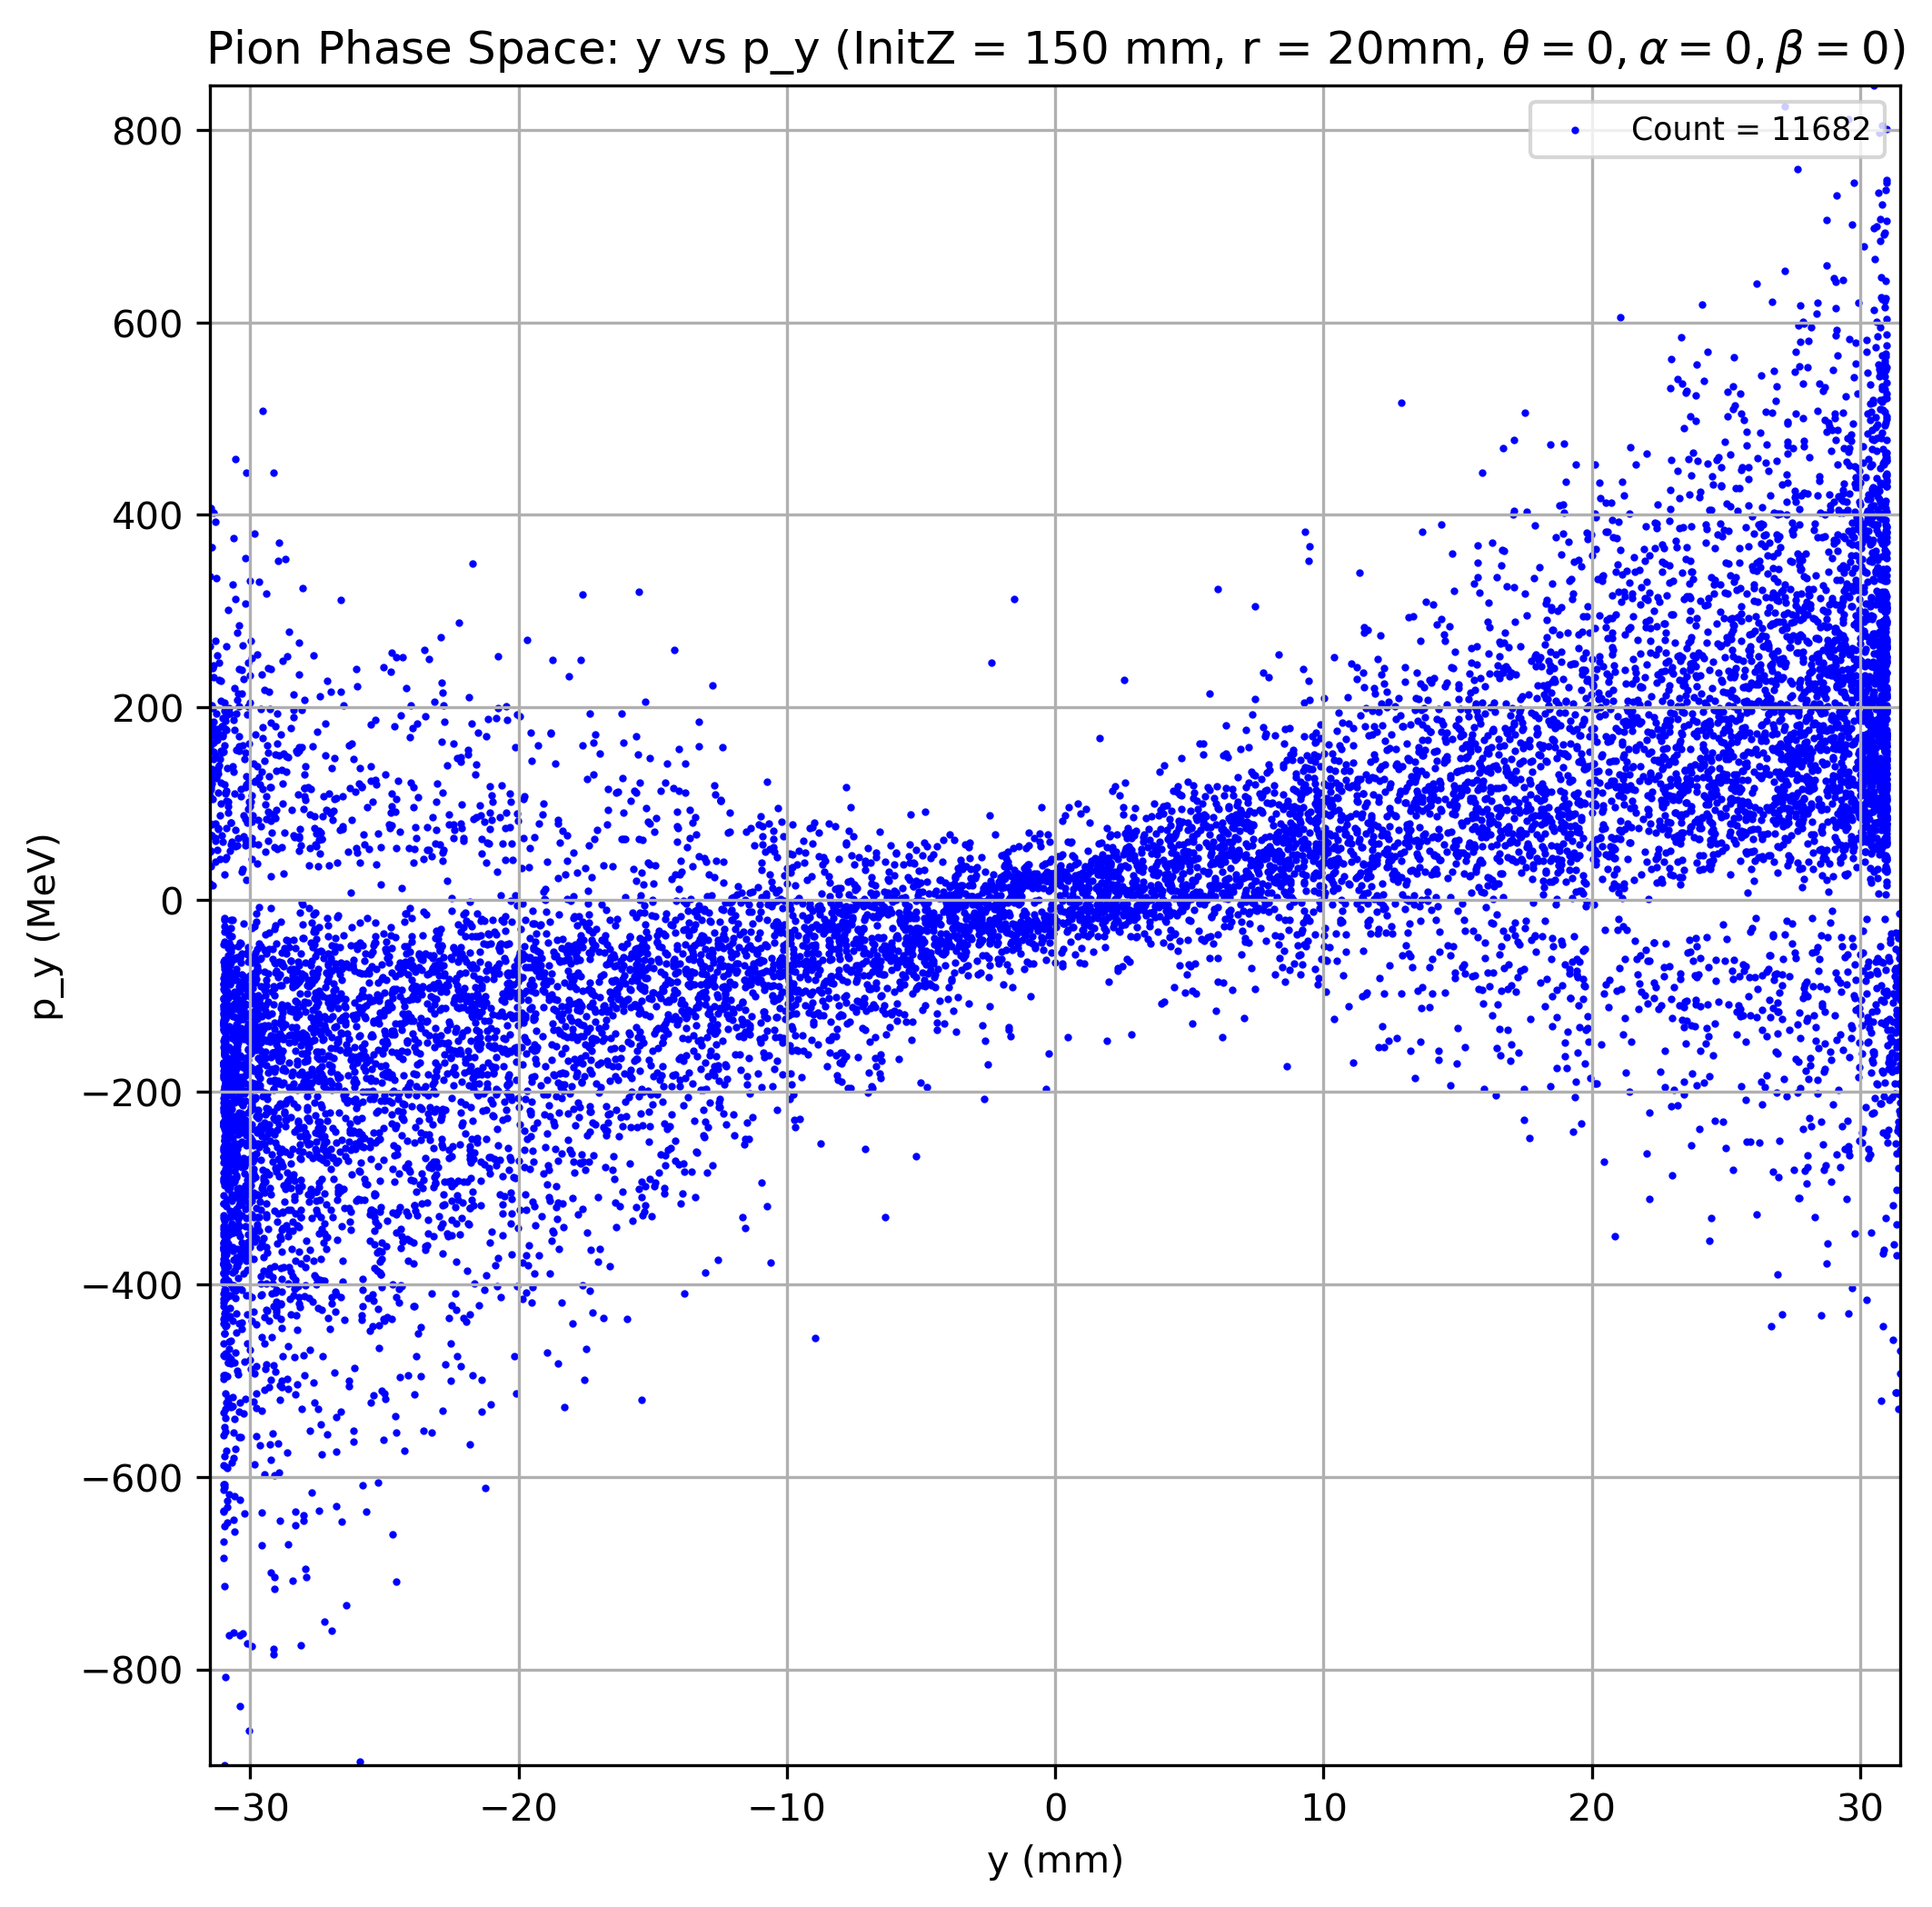 Pion Phase Space: y vs p_y (InitZ = 150 mm, r = 20mm, θ = 0, α = 0, β = 0)
Count = 11682
800
600
400
200
0
−200
−400
−600
−800
p_y (MeV)
−30 −20 −10 0 10 20 30
y (mm)